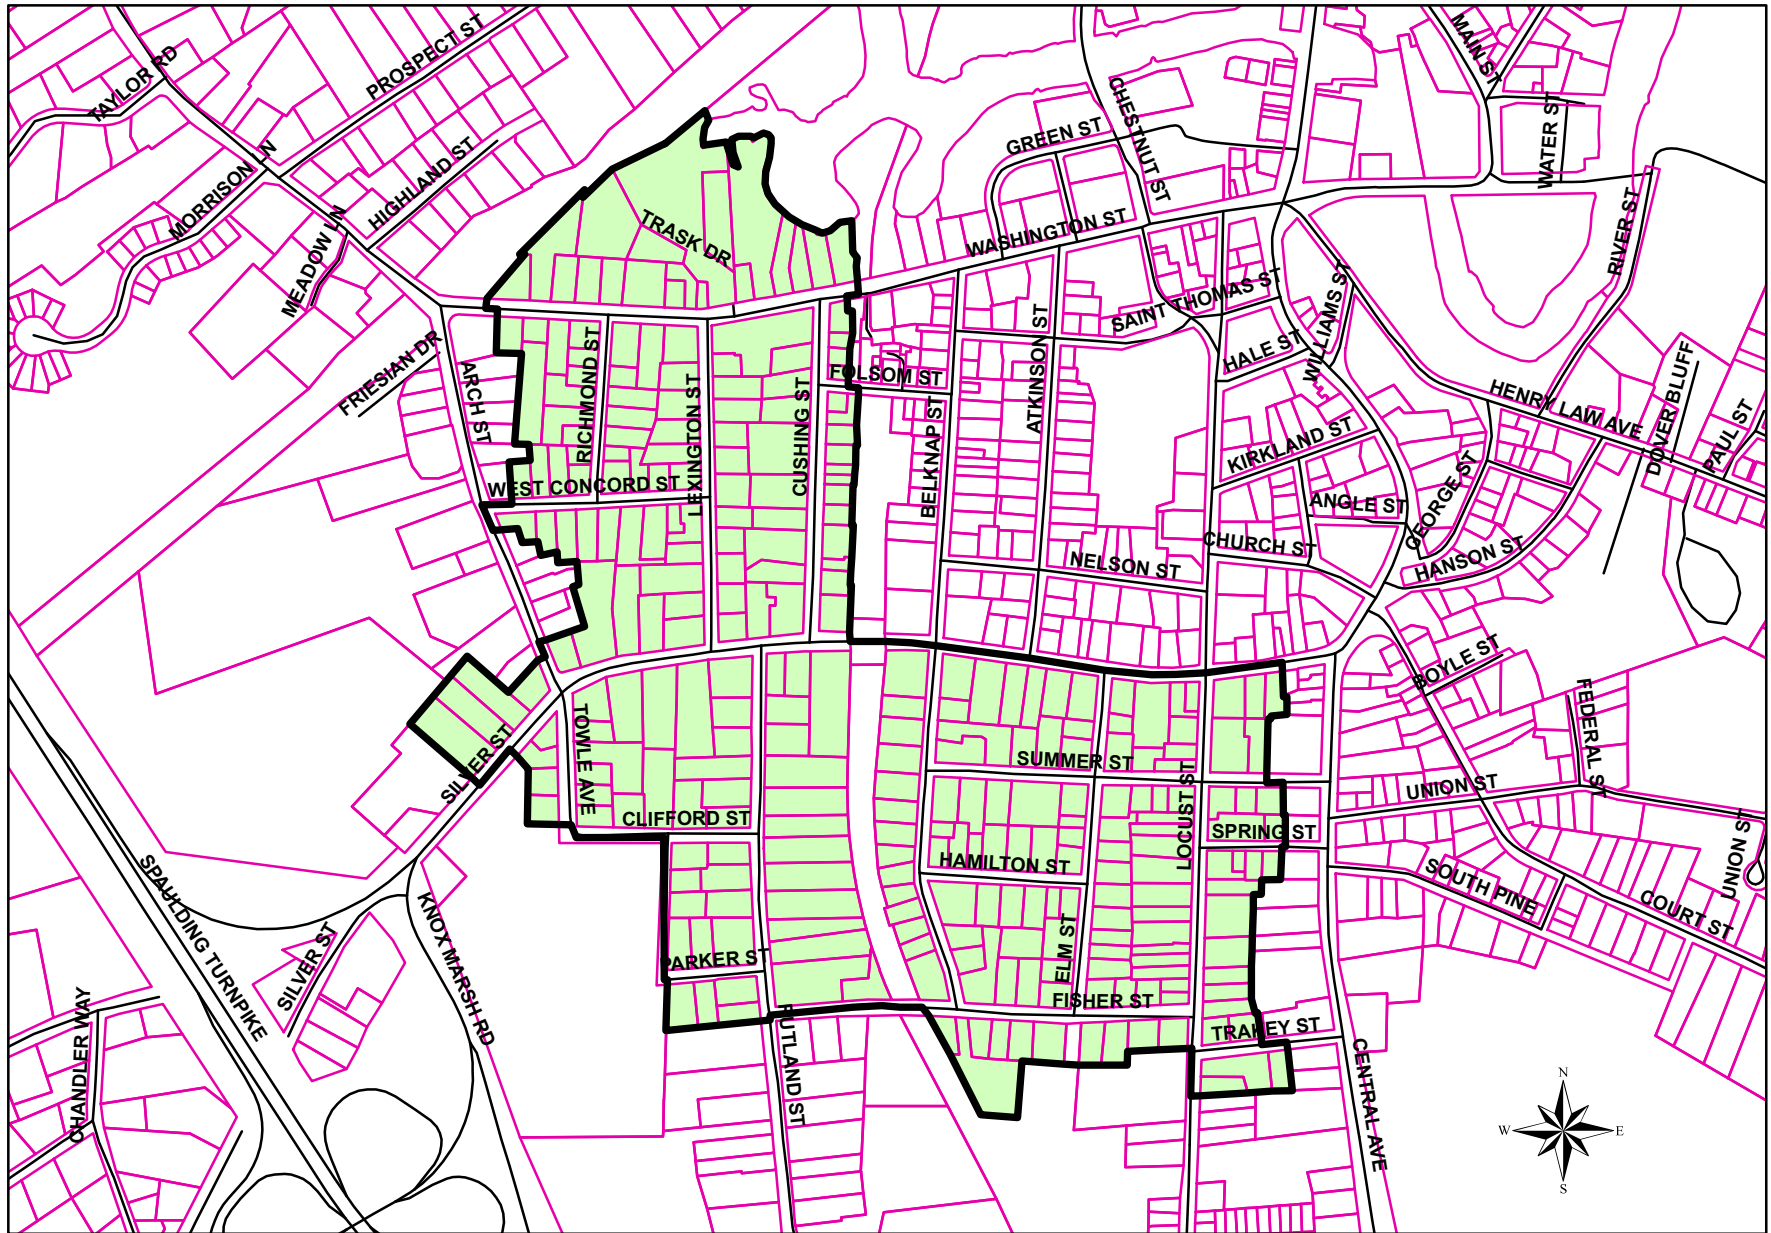 MAIN ST
PROSPECT ST
TAYLOR RD
WATER ST
CHESTNUT ST
GREEN ST
MORRISON LN
HIGHLAND ST
MEADOW LN
TRASK DR
WASHINGTON ST
RIVER ST
SAINT THOMAS ST
WILLIAMS ST
HALE ST
FRIESIAN DR
ARCH ST
RICHMOND ST
LEXINGTON ST
CUSHING ST
FOLSOM ST
BELKNAP ST
ATKINSON ST
HENRY LAW AVE
DOVER BLUFF
PAUL ST
KIRKLAND ST
WEST CONCORD ST
ANGLE ST
GEORGE ST
CHURCH ST
NELSON ST
HANSON ST
BOYLE ST
FEDERAL ST
TOWLE AVE
SILVER ST
SUMMER ST
UNION ST
LOCUST ST
CLIFFORD ST
SPRING ST
HAMILTON ST
SOUTH PINE
UNION ST
COURT ST
SPAULDING TURNPIKE
KNOX MARSH RD
SILVER ST
PARKER ST
ELM ST
FISHER ST
TRAKEY ST
RUTLAND ST
CENTRAL AVE
CHANDLER WAY
N
W
E
S